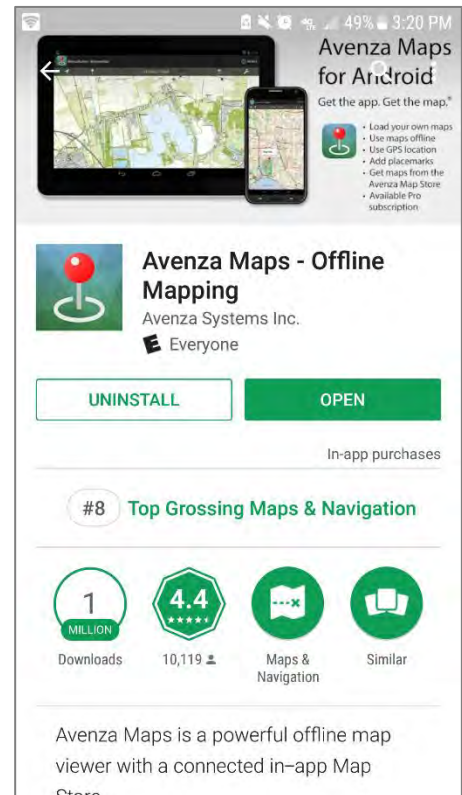 49% 3:20 PM
Avenza Maps
for Android
Get the app. Get the map.*
• Load your own maps
• Use maps offline
• Use GPS location
• Add placemarks
• Get maps from the
Avenza Map Store
• Available Pro
subscription
Avenza Maps - Offline
Mapping
Avenza Systems Inc.
E Everyone
UNINSTALL
OPEN
In-app purchases
#8 Top Grossing Maps & Navigation
1
MILLION
Downloads
4.4
10,119
Maps &
Navigation
Similar
Avenza Maps is a powerful offline map
viewer with a connected in-app Map
Store